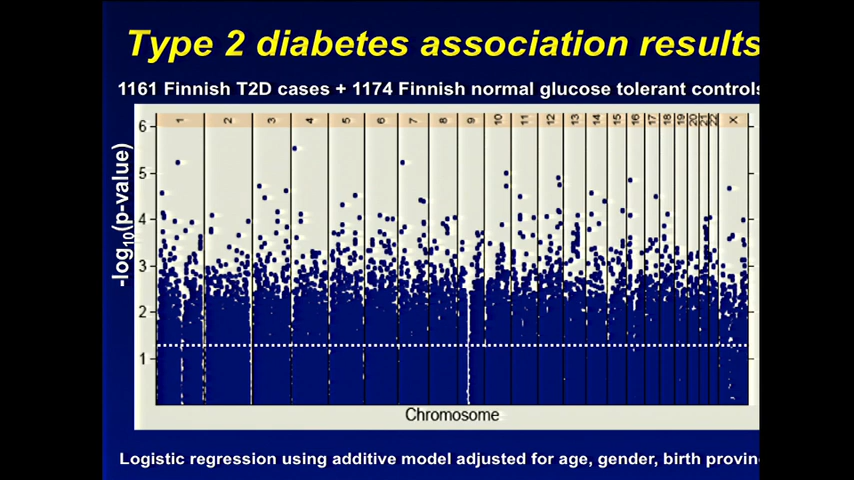 Type 2 diabetes association results
1161 Finnish T2D cases + 1174 Finnish normal glucose tolerant controls
1 2 3 4 5 6 7 8 9 10 11 12 13 14 15 16 17 18 19 20 21 22 X
6
5
4
3
2
1
-log10(p-value)
Chromosome
Logistic regression using additive model adjusted for age, gender, birth provin